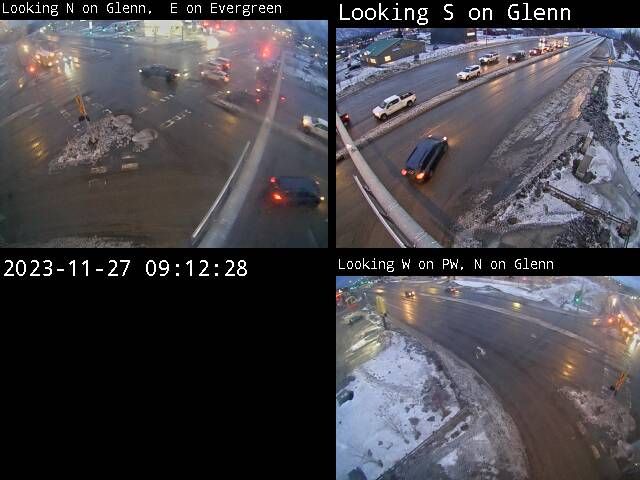 Looking N on Glenn, E on Evergreen
Looking S on Glenn
2023-11-27 09:12:28
Looking W on PW, N on Glenn